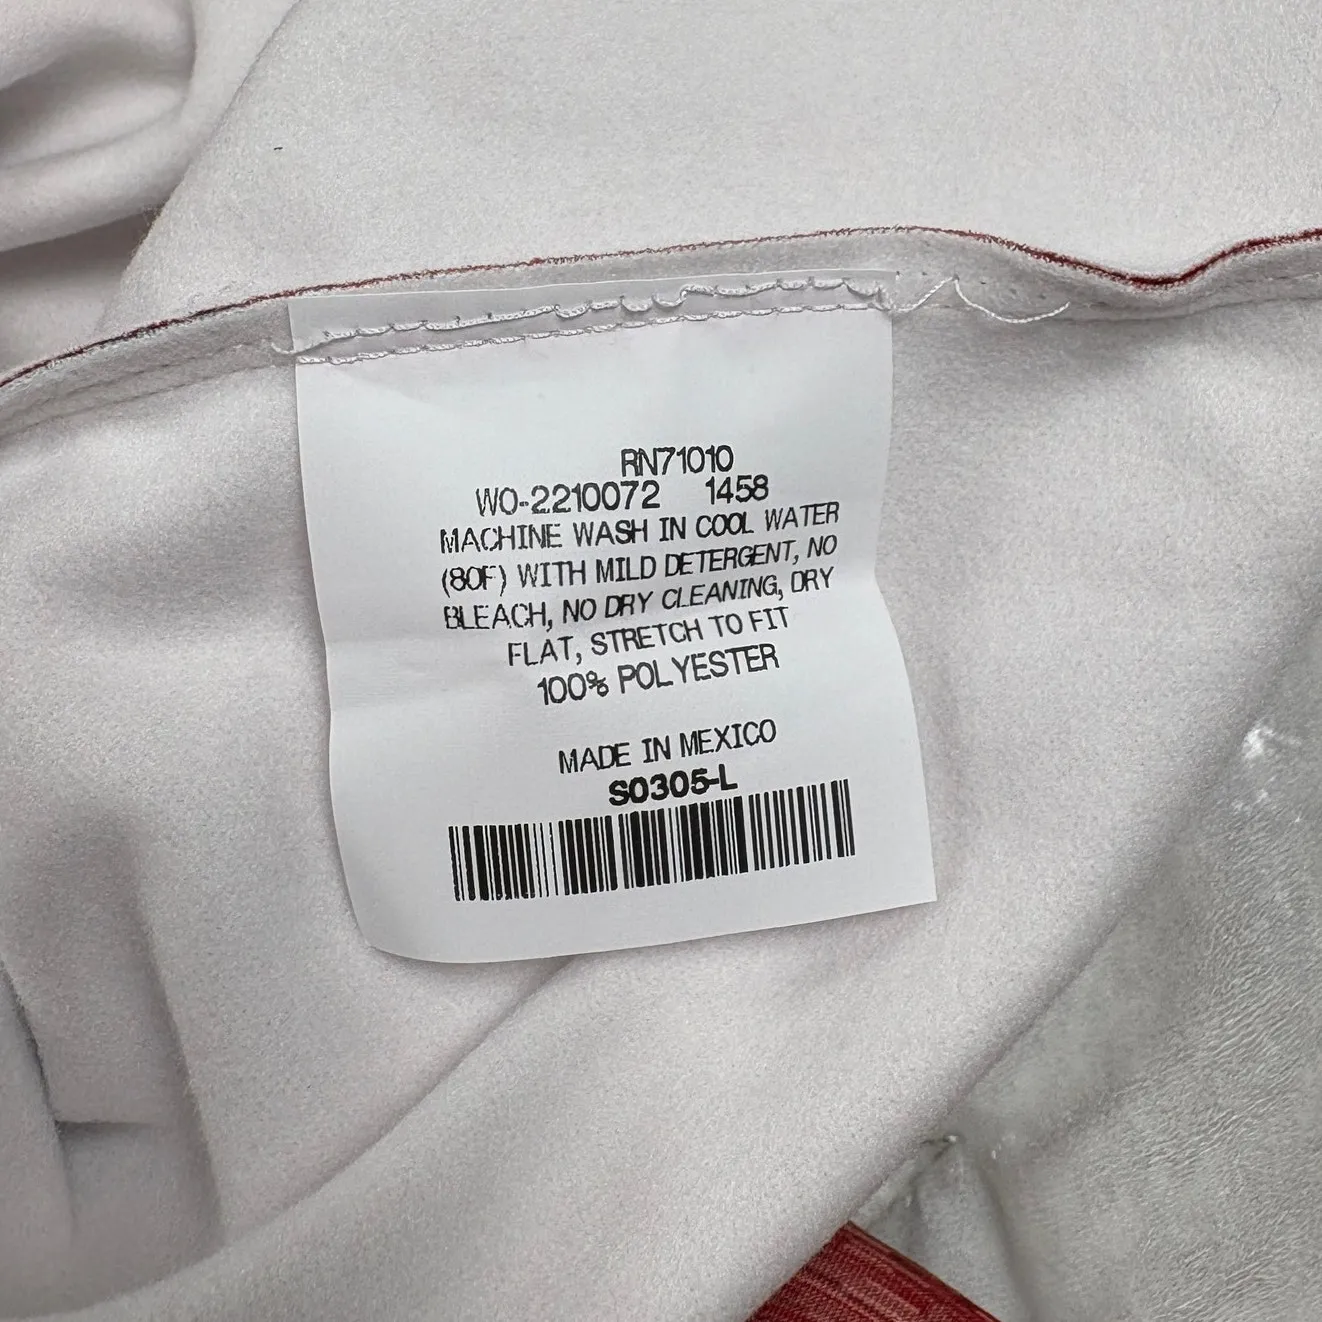 RN71010
WO-2210072 1458
MACHINE WASH IN COOL WATER
(80F) WITH MILD DETERGENT, NO
BLEACH, NO DRY CLEANING, DRY
FLAT, STRETCH TO FIT
100% POLYESTER
MADE IN MEXICO
S0305-L